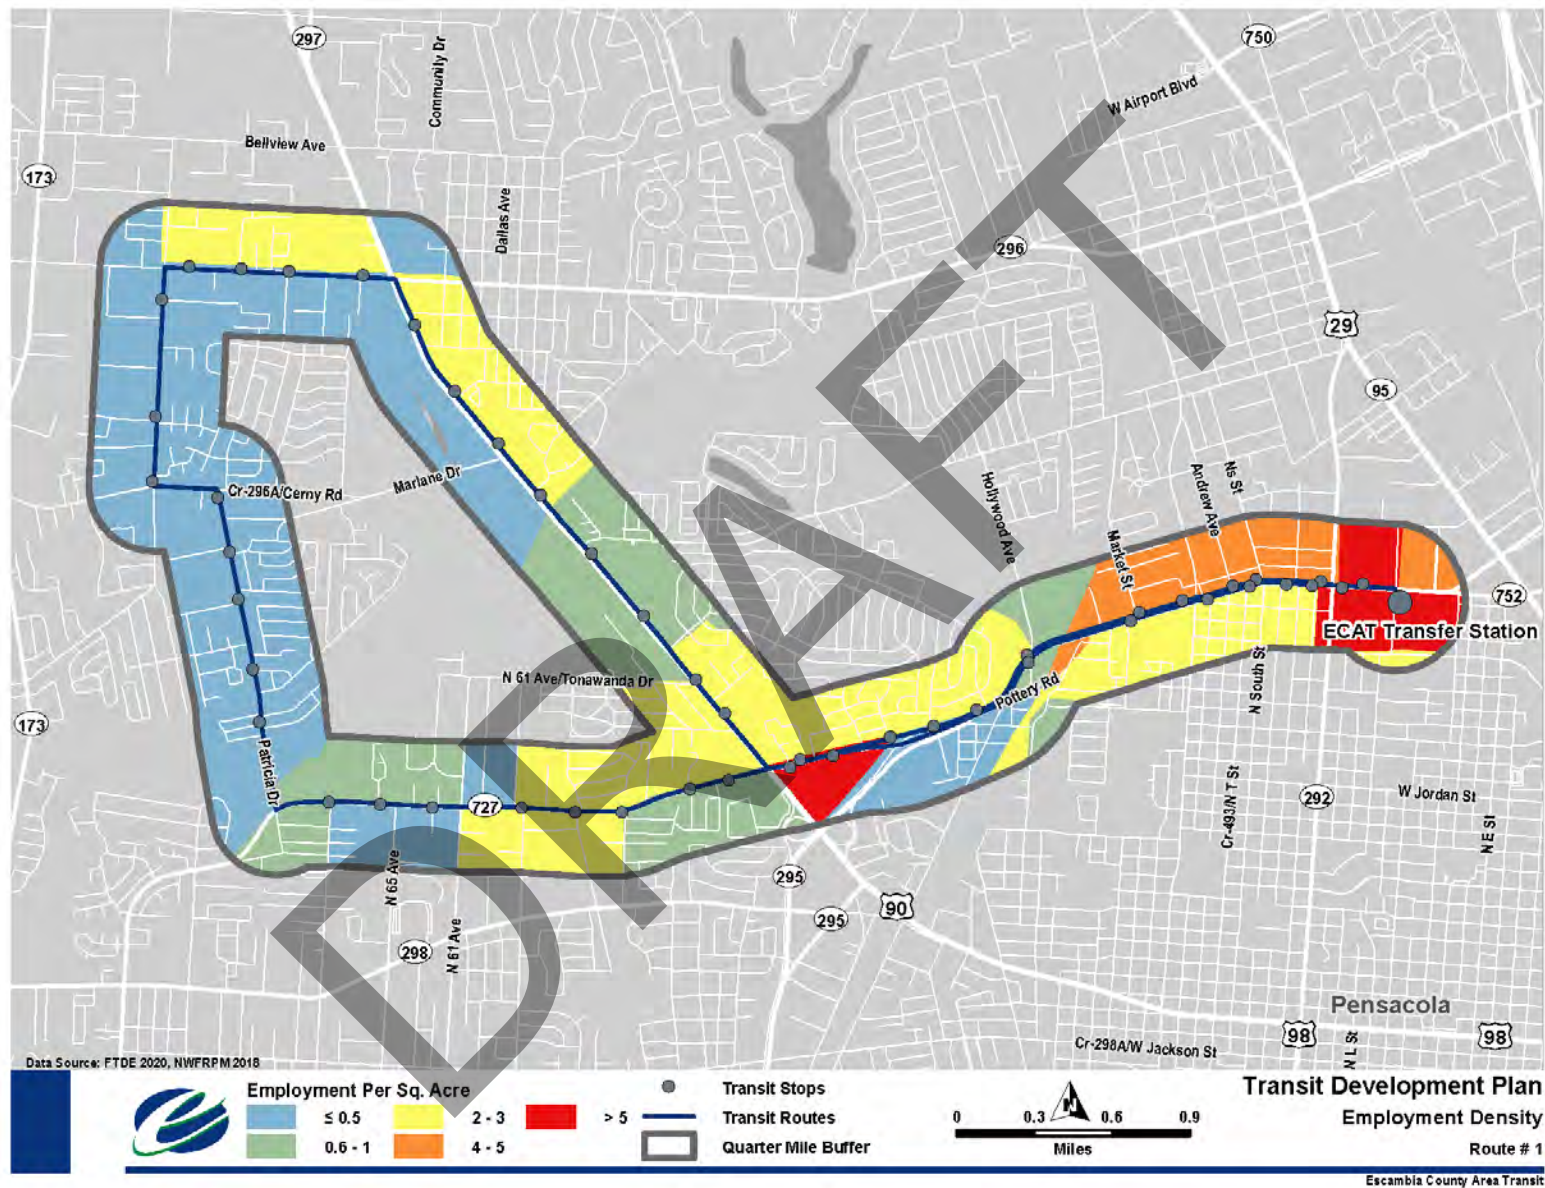 297
Community Dr
750
W Airport Blvd
Bellview Ave
173
Dallas Ave
296
29
95
Cr-296A/Cerny Rd
Marlane Dr
Hollywood Ave
Market St
Andrew Ave
Ns St
752
ECAT Transfer Station
N 61 Ave/Tonawanda Dr
Pottery Rd
N South St
173
Patricia Dr
727
Cr-493/N T St
292
W Jordan St
N E St
N 65 Ave
295
295
90
298
N 61 Ave
Pensacola
98
98
Cr-298A/W Jackson St
N L St
DRAFT
Data Source: FTDE 2020, NWFRPM 2018
Employment Per Sq. Acre
≤ 0.5
2 - 3
> 5
0.6 - 1
4 - 5
Transit Stops
Transit Routes
Quarter Mile Buffer
N
0 0.3 0.6 0.9
Miles
Transit Development Plan
Employment Density
Route # 1
Escambia County Area Transit